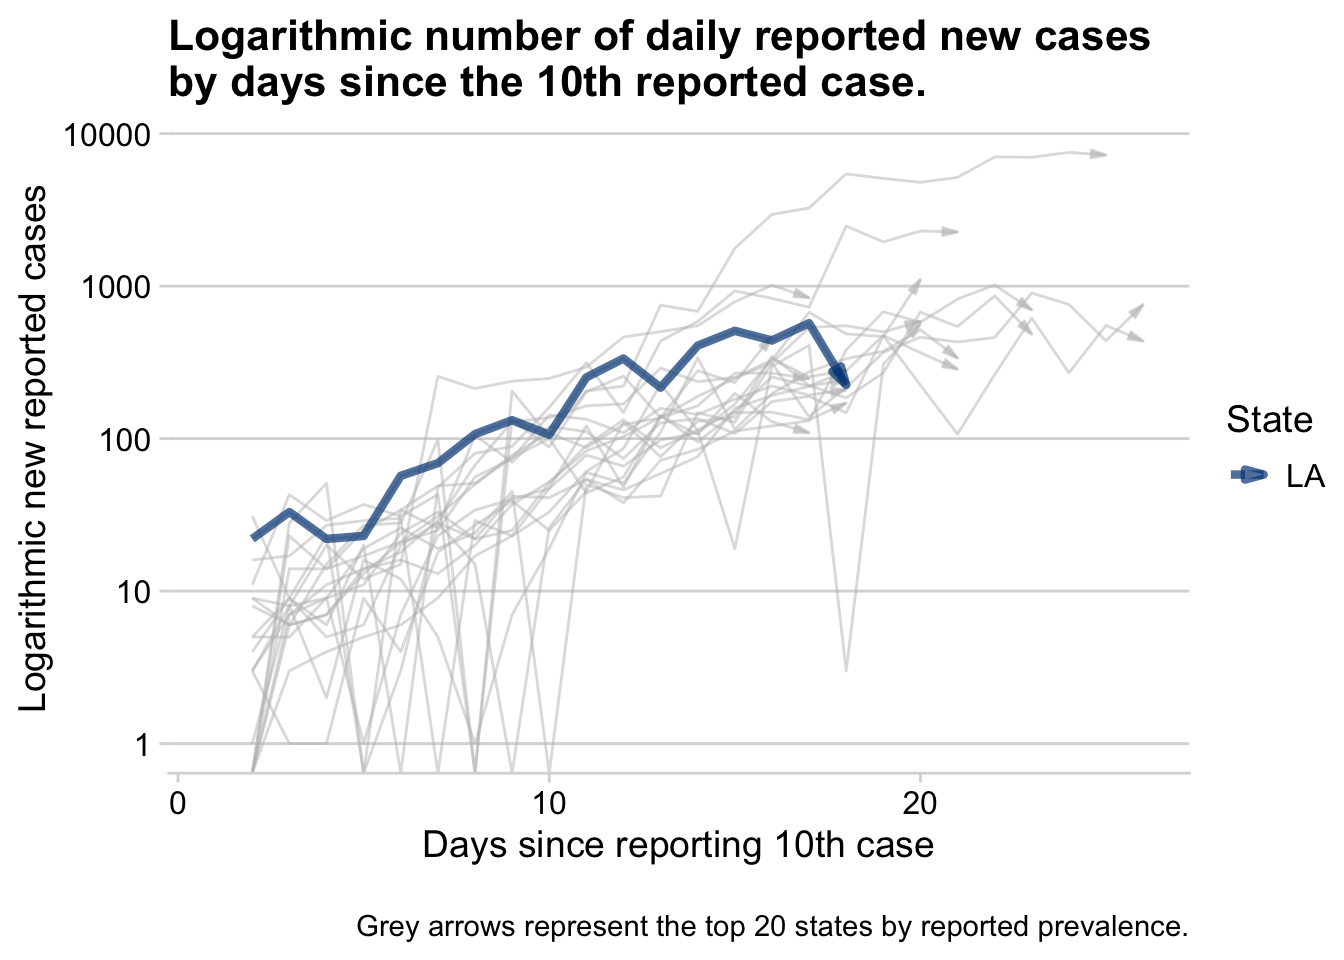 Logarithmic number of daily reported new cases
by days since the 10th reported case.
10000
1000
100
10
1
Logarithmic new reported cases
0
10
20
Days since reporting 10th case
State
LA
Grey arrows represent the top 20 states by reported prevalence.